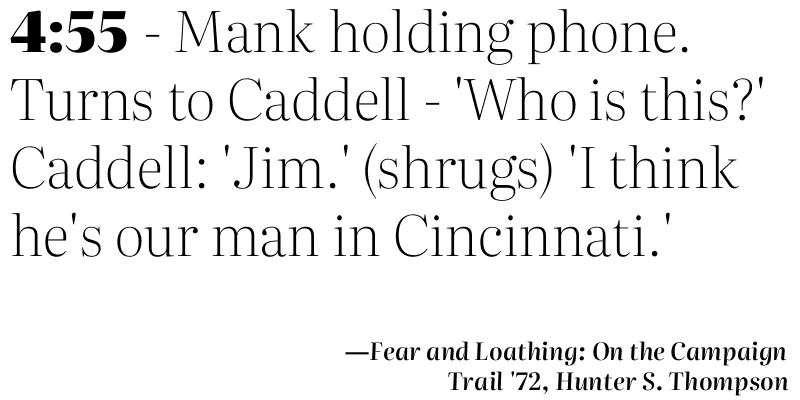 4:55 - Mank holding phone.
Turns to Caddell - 'Who is this?'
Caddell: 'Jim.' (shrugs) 'I think
he's our man in Cincinnati.'
—Fear and Loathing: On the Campaign
Trail '72, Hunter S. Thompson